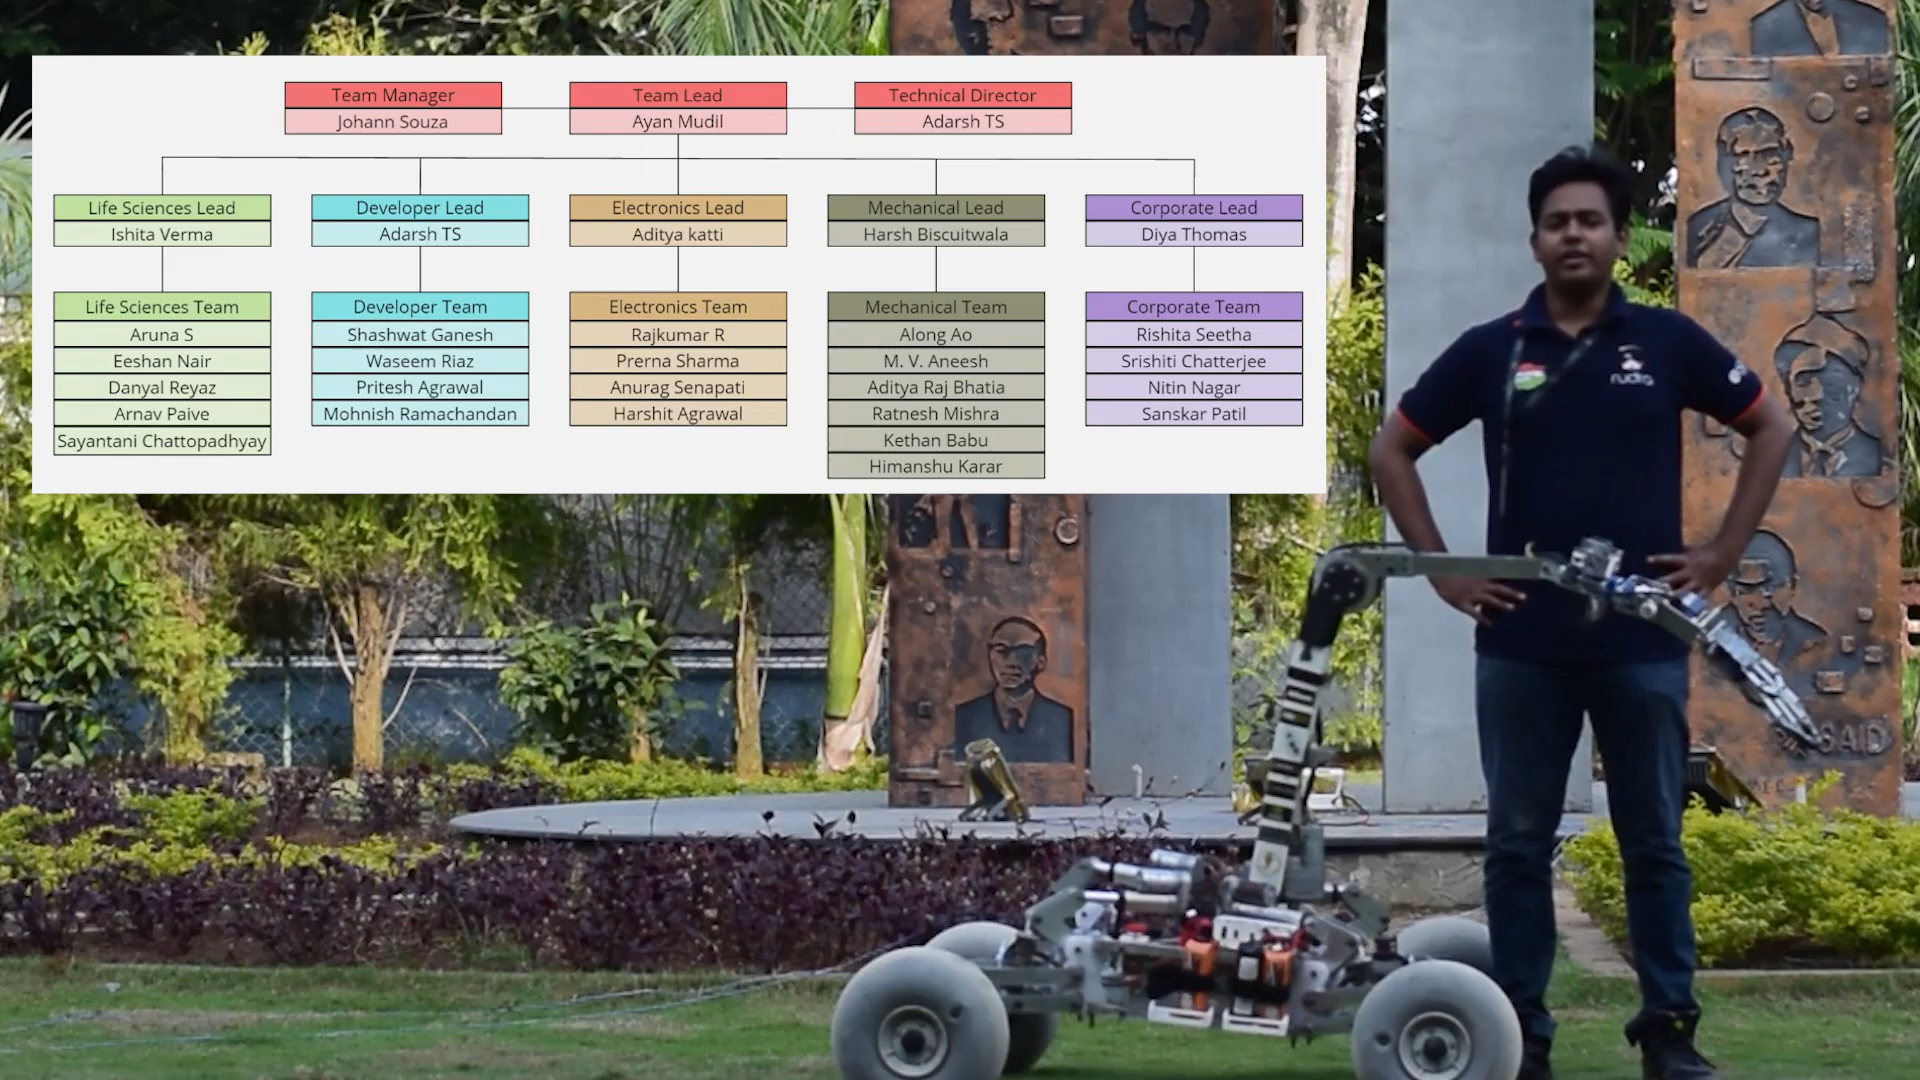 Team Manager
Johann Souza
Team Lead
Ayan Mudil
Technical Director
Adarsh TS
Life Sciences Lead
Ishita Verma
Developer Lead
Adarsh TS
Electronics Lead
Aditya katti
Mechanical Lead
Harsh Biscuitwala
Corporate Lead
Diya Thomas
Life Sciences Team
Aruna S
Eeshan Nair
Danyal Reyaz
Arnav Paive
Sayantani Chattopadhyay
Developer Team
Shashwat Ganesh
Waseem Riaz
Pritesh Agrawal
Mohnish Ramachandan
Electronics Team
Rajkumar R
Prerna Sharma
Anurag Senapati
Harshit Agrawal
Mechanical Team
Along Ao
M. V. Aneesh
Aditya Raj Bhatia
Ratnesh Mishra
Kethan Babu
Himanshu Karar
Corporate Team
Rishita Seetha
Srishiti Chatterjee
Nitin Nagar
Sanskar Patil
rudra
SAID